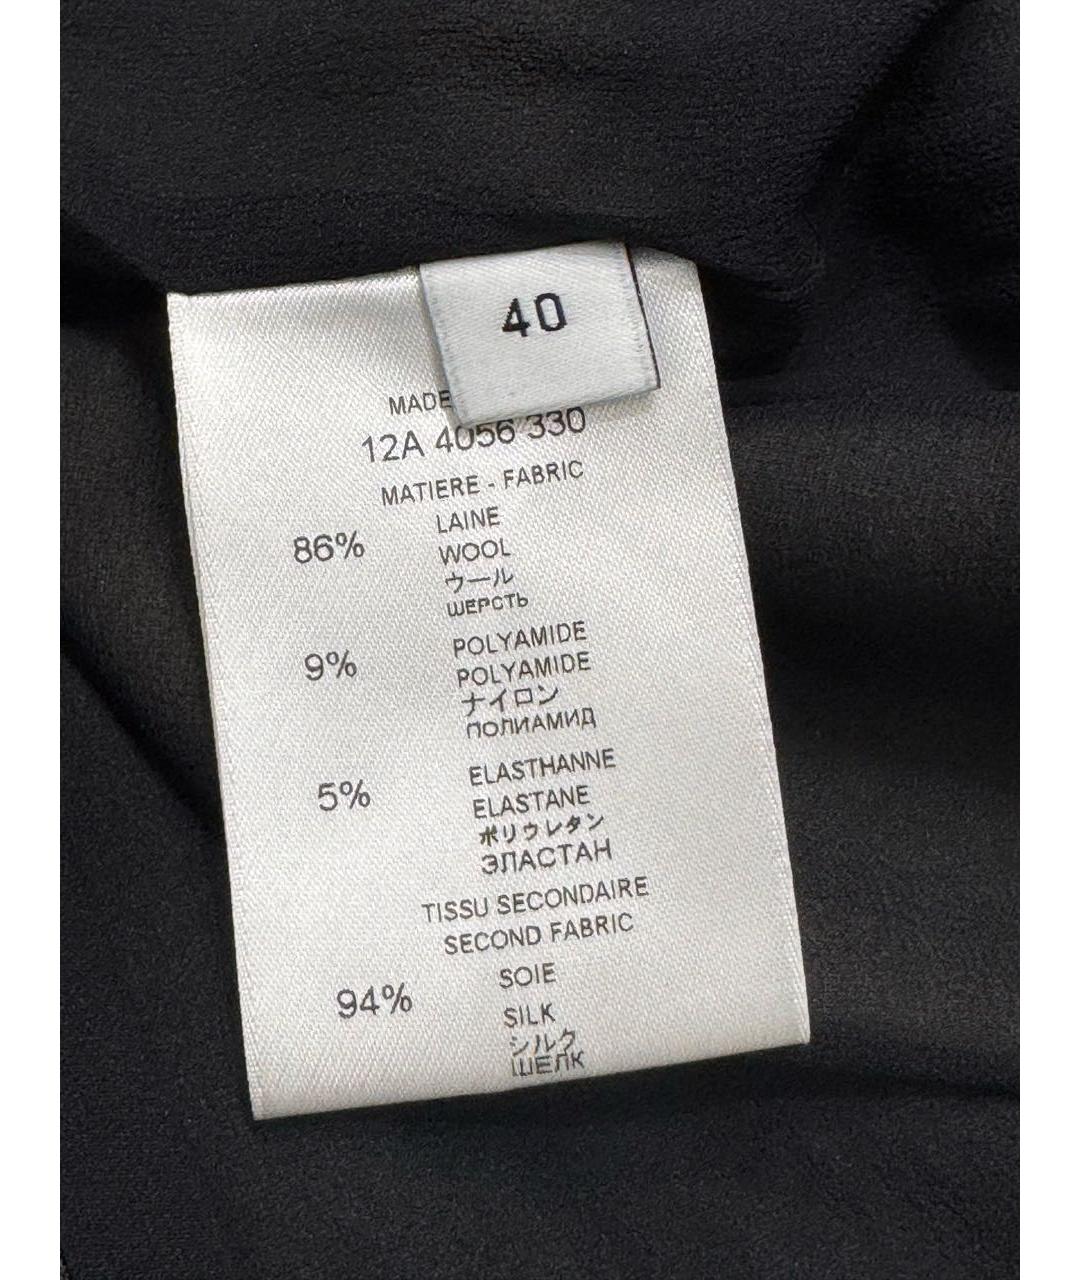 40
MADE
12A 4056 330
MATIERE - FABRIC
86% LAINE
WOOL
ウール
ШЕРСТЬ
9% POLYAMIDE
POLYAMIDE
ナイロン
ПОЛИАМИД
5% ELASTHANNE
ELASTANE
ポリウレタン
ЭЛАСТАН
TISSU SECONDAIRE
SECOND FABRIC
94% SOIE
SILK
シルク
ШЕЛК